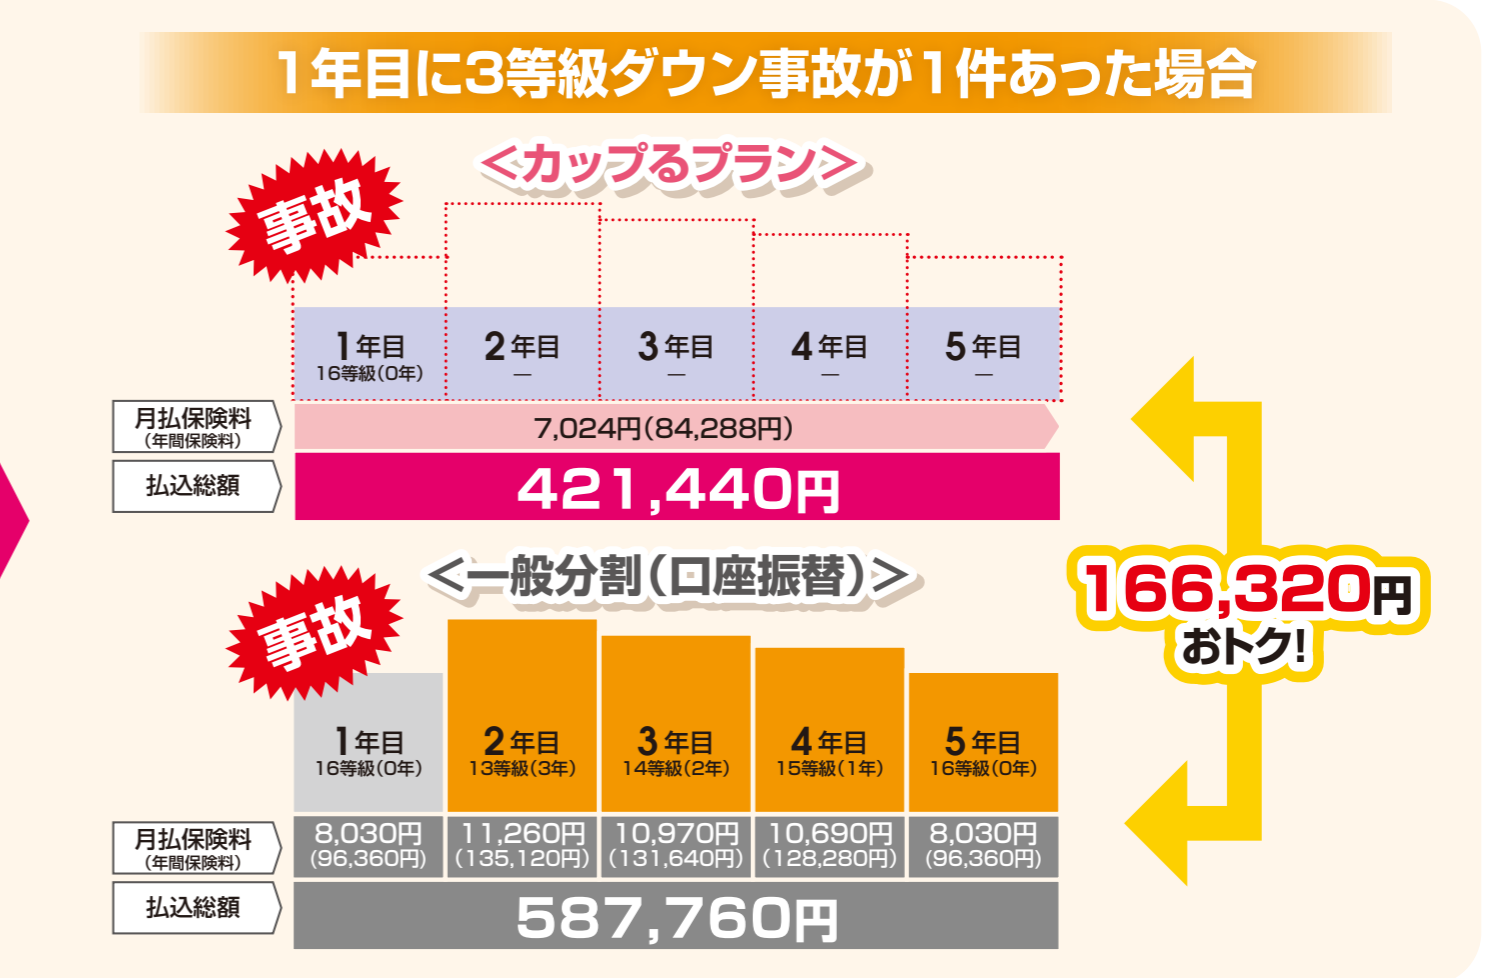 1年目に3等級ダウン事故が1件あった場合
＜カップるプラン＞
事故
1年目 2年目 3年目 4年目 5年目
16等級(0年) — — — —
月払保険料
(年間保険料)
7,024円(84,288円)
払込総額
421,440円
166,320円
おトク!
＜一般分割(口座振替)＞
事故
1年目 2年目 3年目 4年目 5年目
16等級(0年) 13等級(3年) 14等級(2年) 15等級(1年) 16等級(0年)
月払保険料
(年間保険料)
8,030円 11,260円 10,970円 10,690円 8,030円
(96,360円) (135,120円) (131,640円) (128,280円) (96,360円)
払込総額
587,760円